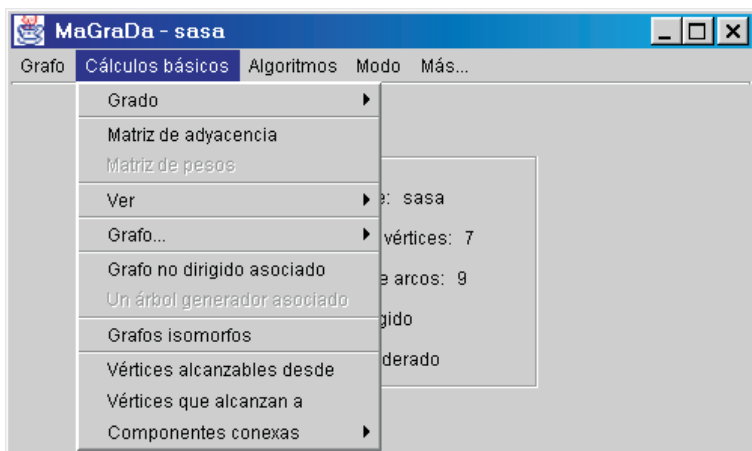 MaGraDa - sasa
Grafo Cálculos básicos Algoritmos Modo Más...
Grado
Matriz de adyacencia
Matriz de pesos
Ver
sasa
Grafo...
vértices: 7
Grafo no dirigido asociado
arcos: 9
Un árbol generador asociado
Grafos isomorfos
Vértices alcanzables desde
Vértices que alcanzan a
Componentes conexas